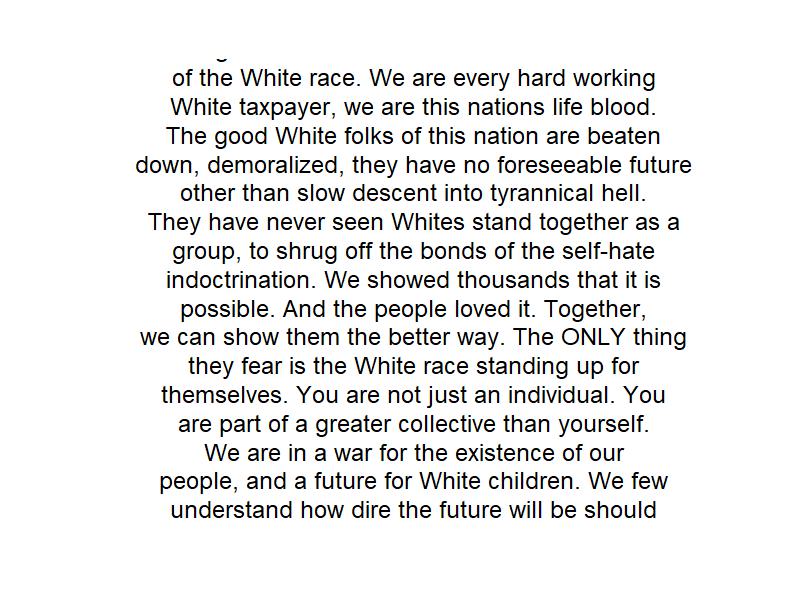 of the White race. We are every hard working
White taxpayer, we are this nations life blood.
The good White folks of this nation are beaten
down, demoralized, they have no foreseeable future
other than slow descent into tyrannical hell.
They have never seen Whites stand together as a
group, to shrug off the bonds of the self-hate
indoctrination. We showed thousands that it is
possible. And the people loved it. Together,
we can show them the better way. The ONLY thing
they fear is the White race standing up for
themselves. You are not just an individual. You
are part of a greater collective than yourself.
We are in a war for the existence of our
people, and a future for White children. We few
understand how dire the future will be should